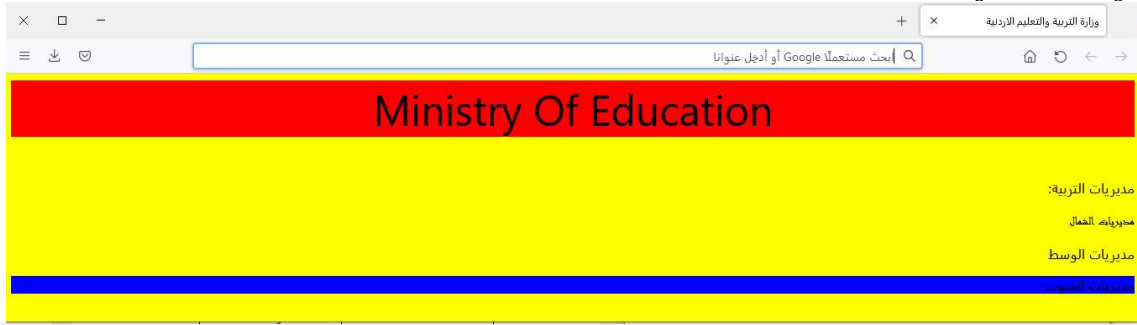 وزارة التربية والتعليم الاردنية
ابحث مستعملًا Google أو أدخِل عنوانا
Ministry Of Education
مديريات التربية:
مديريات الشمال
مديريات الوسط
مديريات الجنوب